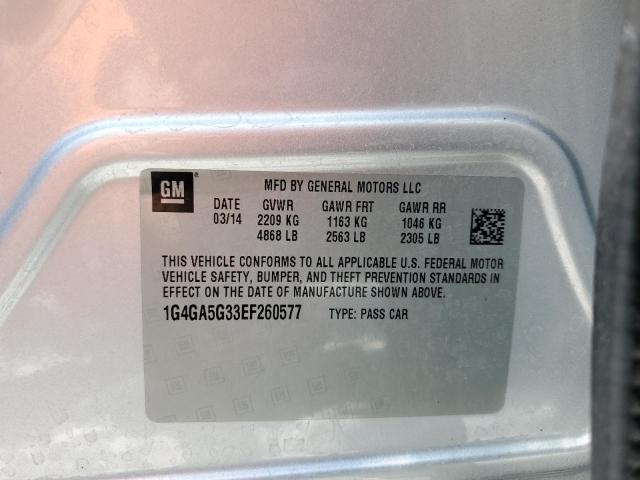 GM ®
MFD BY GENERAL MOTORS LLC
DATE GVWR GAWR FRT GAWR RR
03/14 2209 KG 1163 KG 1046 KG
4868 LB 2563 LB 2305 LB
THIS VEHICLE CONFORMS TO ALL APPLICABLE U.S. FEDERAL MOTOR
VEHICLE SAFETY, BUMPER, AND THEFT PREVENTION STANDARDS IN
EFFECT ON THE DATE OF MANUFACTURE SHOWN ABOVE.
1G4GA5G33EF260577 TYPE: PASS CAR